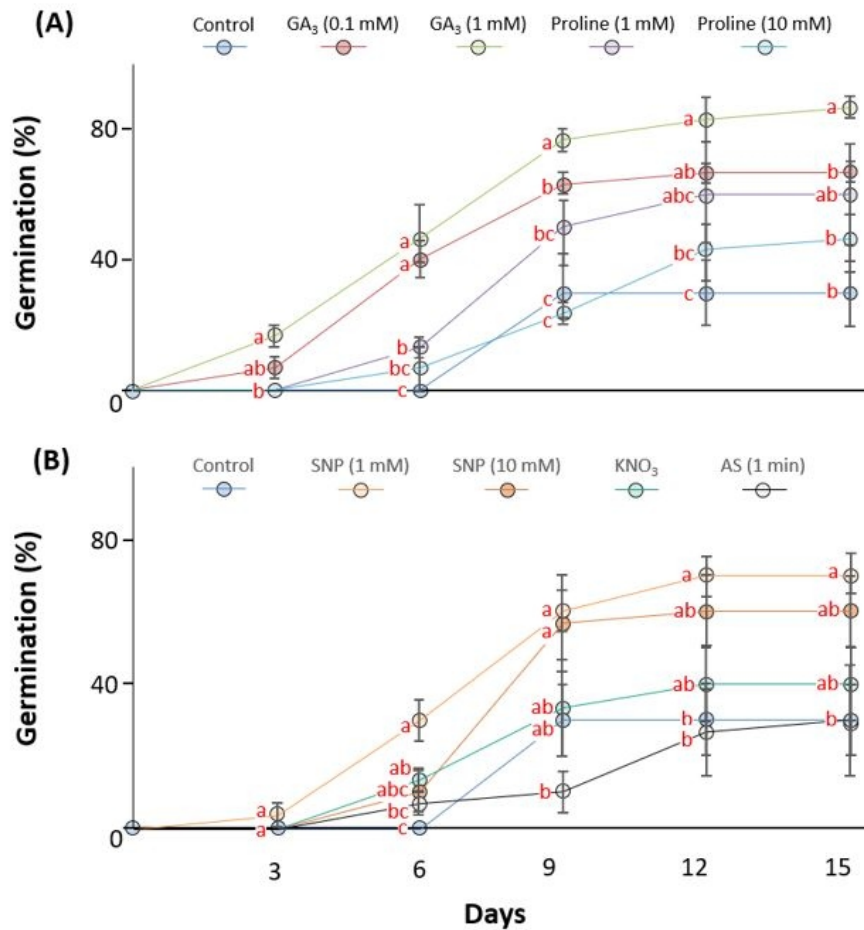 (A)
Control GA₃ (0.1 mM) GA₃ (1 mM) Proline (1 mM) Proline (10 mM)
Germination (%)
80
40
0
a
ab
b
a
a
b
bc
c
a
b
bc
c
c
a
ab
abc
bc
c
a
b
ab
b
b
(B)
Control SNP (1 mM) SNP (10 mM) KNO₃ AS (1 min)
Germination (%)
80
40
0
a
a
a
ab
abc
bc
c
a
a
ab
ab
b
a
ab
ab
b
b
a
ab
ab
b
3 6 9 12 15
Days